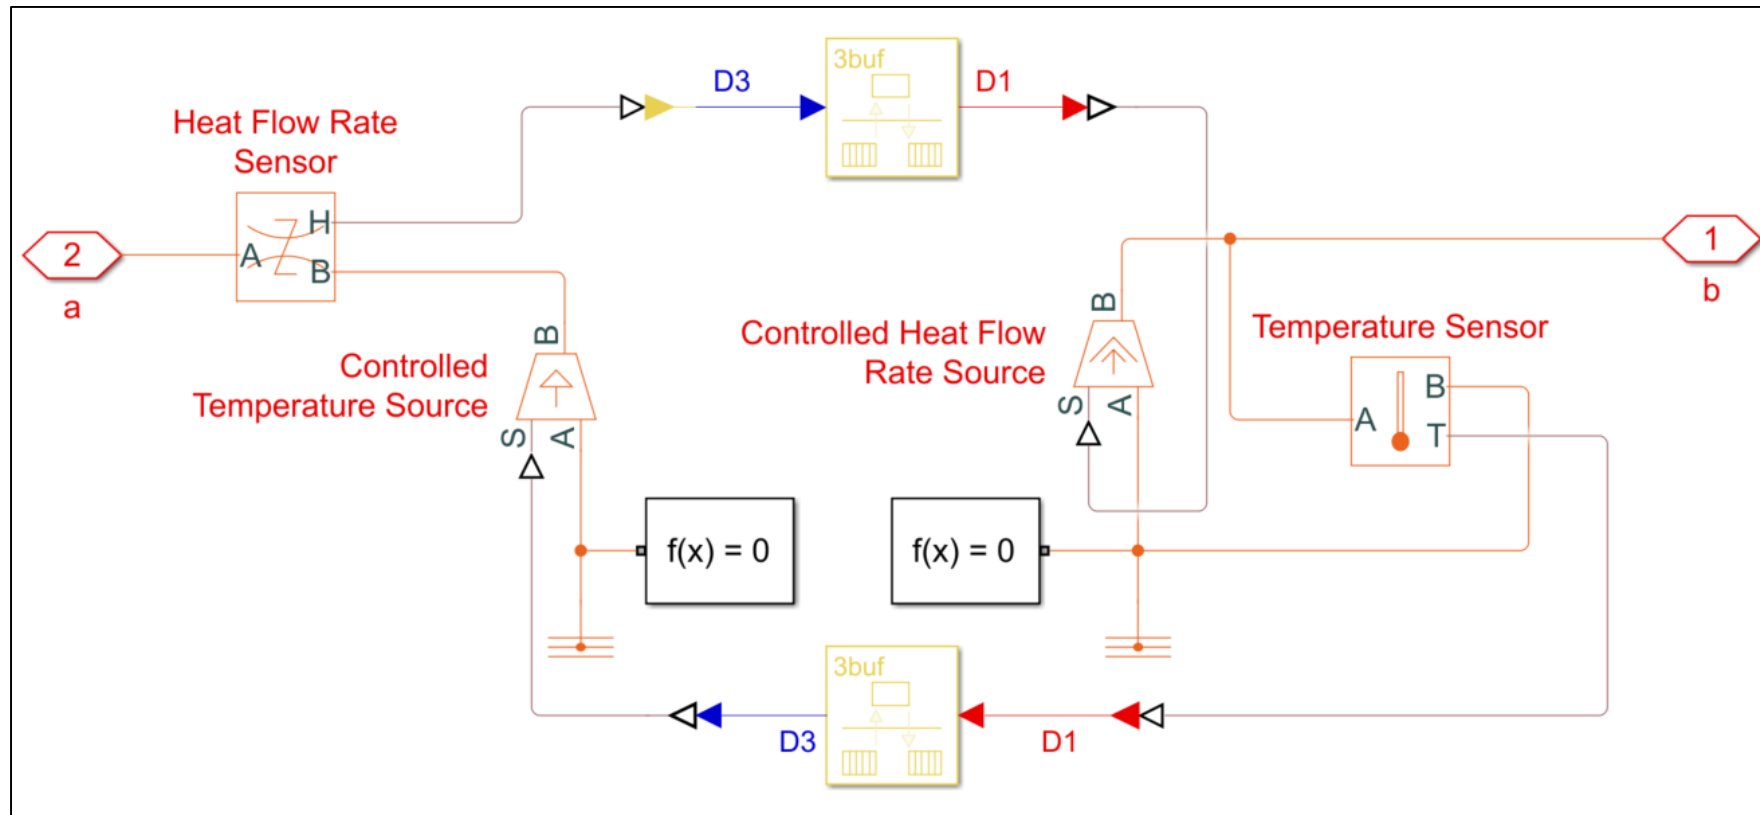 3buf
D3
D1
Heat Flow Rate
Sensor
H
A
B
2
a
1
b
B
Controlled Heat Flow
Rate Source
B
Temperature Sensor
Controlled
Temperature Source
S
A
S
A
A
B
T
f(x) = 0
f(x) = 0
3buf
D3
D1